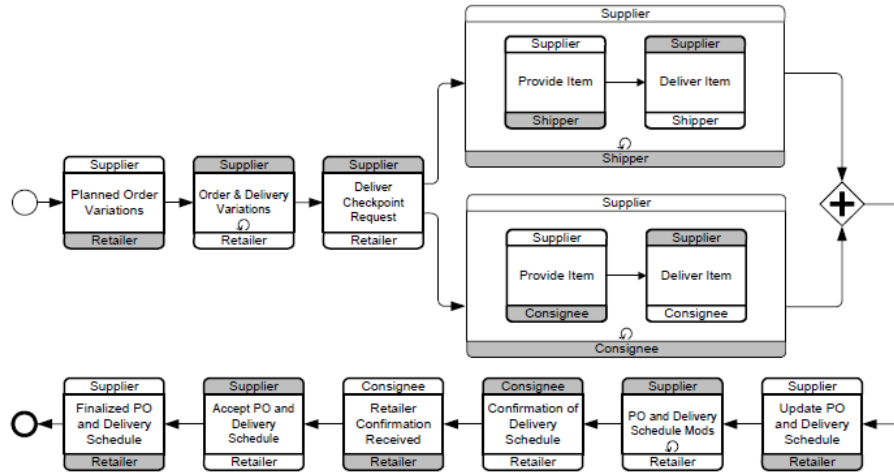 Supplier
Supplier
Supplier
Provide Item
Deliver Item
Shipper
Shipper
Shipper
Supplier
Planned Order
Variations
Retailer
Supplier
Order & Delivery
Variations
Retailer
Supplier
Deliver
Checkpoint
Request
Retailer
Supplier
Supplier
Supplier
Provide Item
Deliver Item
Consignee
Consignee
Consignee
Supplier
Finalized PO
and Delivery
Schedule
Retailer
Supplier
Accept PO and
Delivery
Schedule
Retailer
Consignee
Retailer
Confirmation
Received
Retailer
Consignee
Confirmation of
Delivery
Schedule
Retailer
Supplier
PO and Delivery
Schedule Mods
Retailer
Supplier
Update PO
and Delivery
Schedule
Retailer